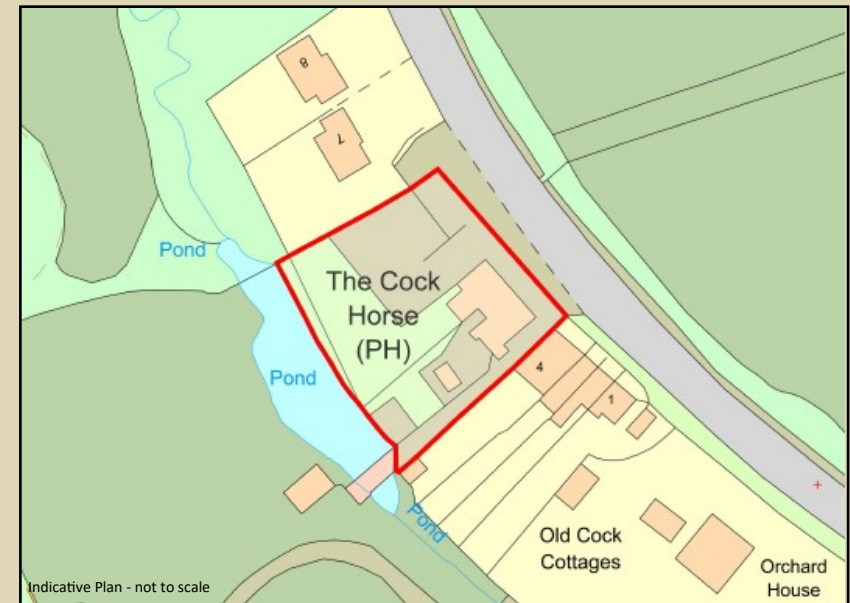 8
7
Pond
The Cock
Horse
(PH)
Pond
4
1
Pond
Old Cock
Cottages
Orchard
House
Indicative Plan - not to scale